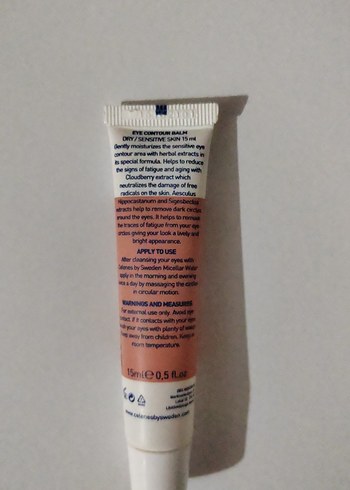 EYE CONTOUR BALM
DRY / SENSITIVE SKIN 15 ml
Gently moisturizes the sensitive eye
contour area with herbal extracts in
its special formula. Helps to reduce
the signs of fatigue and aging with
Cloudberry extract which
neutralizes the damage of free
radicals on the skin. Aesculus
Hippocastanum and Sigesbeckia
extracts help to remove dark
around the eyes. It helps to remove
the traces of fatigue from your eye
giving your look a lively and
bright appearance.
APPLY TO USE
After cleansing your eyes with
by Sweden Micellar Water
apply in the morning and evening
a day by massaging the
in circular motion.
WARNINGS AND MEASURES
For external use only. Avoid eye
contact. If it contacts with your eyes
your eyes with plenty of water
keep away from children. Keep in
room temperature.
15ml e 0,5 fl.oz